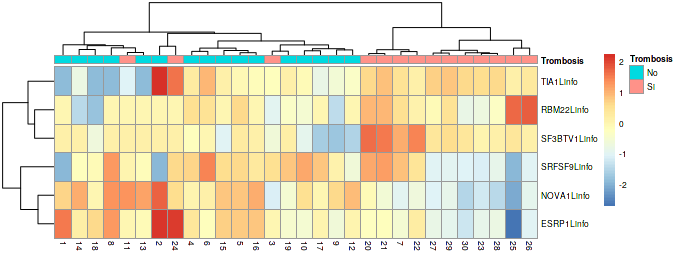 Trombosis
TIA1Linfo
RBM22Linfo
SF3BTV1Linfo
SRFSF9Linfo
NOVA1Linfo
ESRP1Linfo
1 14 18 8 11 13 2 24 4 6 15 5 16 3 19 10 17 9 12 20 21 7 22 27 29 30 23 28 25 26
2
1
0
-1
-2
Trombosis
No
Si